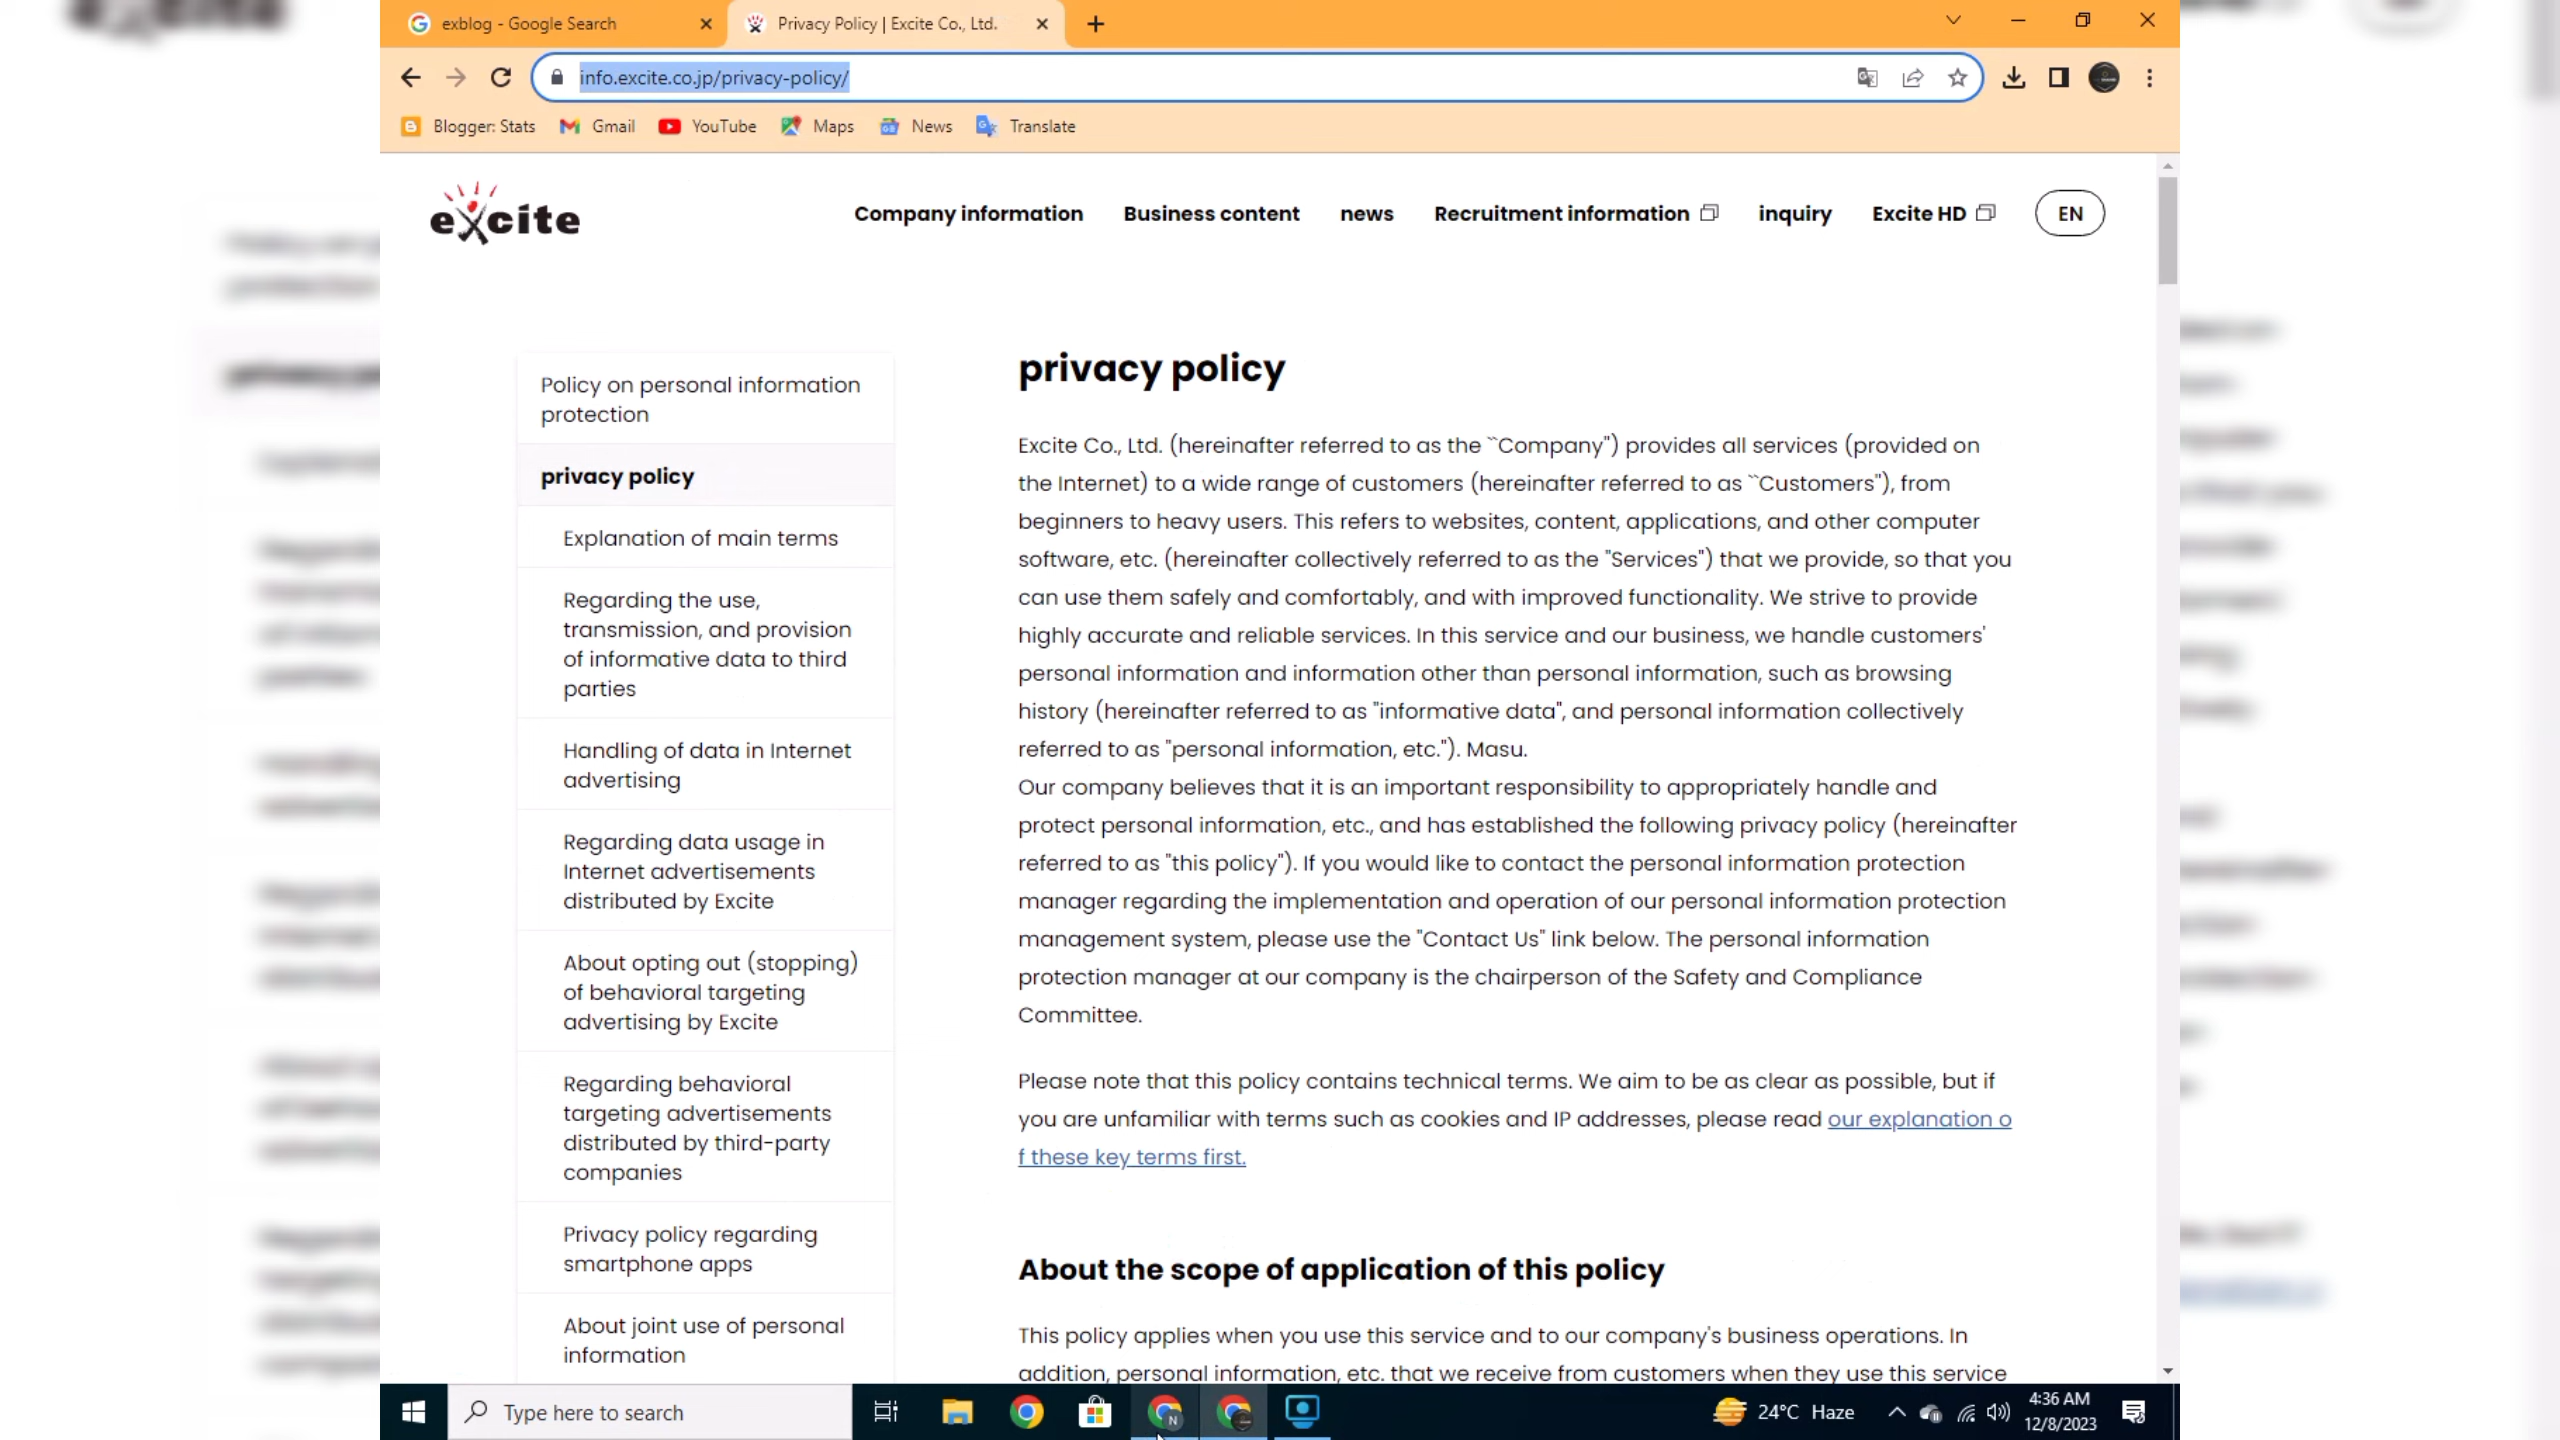 exblog - Google Search
Privacy Policy | Excite Co., Ltd.
info.excite.co.jp/privacy-policy/
Blogger: Stats Gmail YouTube Maps News Translate
excite
Company information Business content news Recruitment information inquiry Excite HD EN
Policy on personal information
protection
privacy policy
Explanation of main terms
Regarding the use,
transmission, and provision
of informative data to third
parties
Handling of data in Internet
advertising
Regarding data usage in
Internet advertisements
distributed by Excite
About opting out (stopping)
of behavioral targeting
advertising by Excite
Regarding behavioral
targeting advertisements
distributed by third-party
companies
Privacy policy regarding
smartphone apps
About joint use of personal
information
privacy policy
Excite Co., Ltd. (hereinafter referred to as the ``Company") provides all services (provided on
the Internet) to a wide range of customers (hereinafter referred to as ``Customers"), from
beginners to heavy users. This refers to websites, content, applications, and other computer
software, etc. (hereinafter collectively referred to as the "Services") that we provide, so that you
can use them safely and comfortably, and with improved functionality. We strive to provide
highly accurate and reliable services. In this service and our business, we handle customers'
personal information and information other than personal information, such as browsing
history (hereinafter referred to as "informative data", and personal information collectively
referred to as "personal information, etc."). Masu.
Our company believes that it is an important responsibility to appropriately handle and
protect personal information, etc., and has established the following privacy policy (hereinafter
referred to as "this policy"). If you would like to contact the personal information protection
manager regarding the implementation and operation of our personal information protection
management system, please use the "Contact Us" link below. The personal information
protection manager at our company is the chairperson of the Safety and Compliance
Committee.
Please note that this policy contains technical terms. We aim to be as clear as possible, but if
you are unfamiliar with terms such as cookies and IP addresses, please read our explanation o
f these key terms first.
About the scope of application of this policy
This policy applies when you use this service and to our company's business operations. In
addition, personal information, etc. that we receive from customers when they use this service
Type here to search
24°C Haze
4:36 AM
12/8/2023